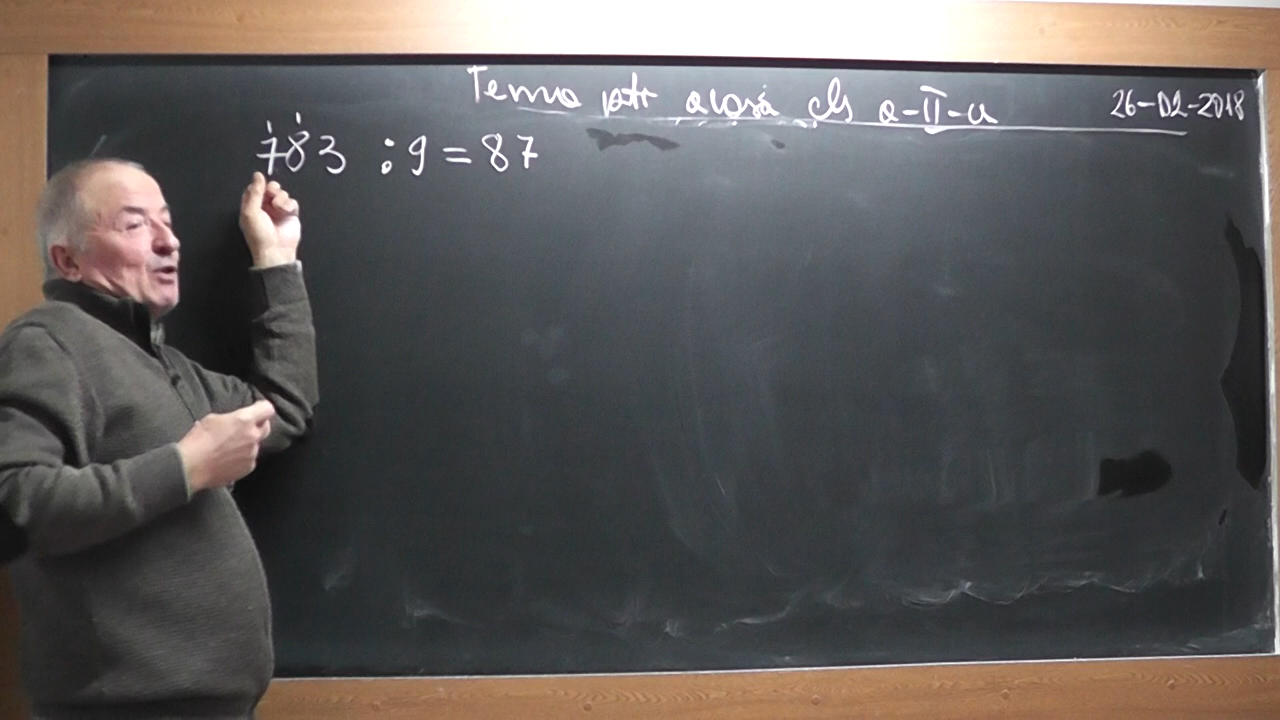 Tema ptr acasă cls a-II-a
26-02-2018
783 : 9 = 87